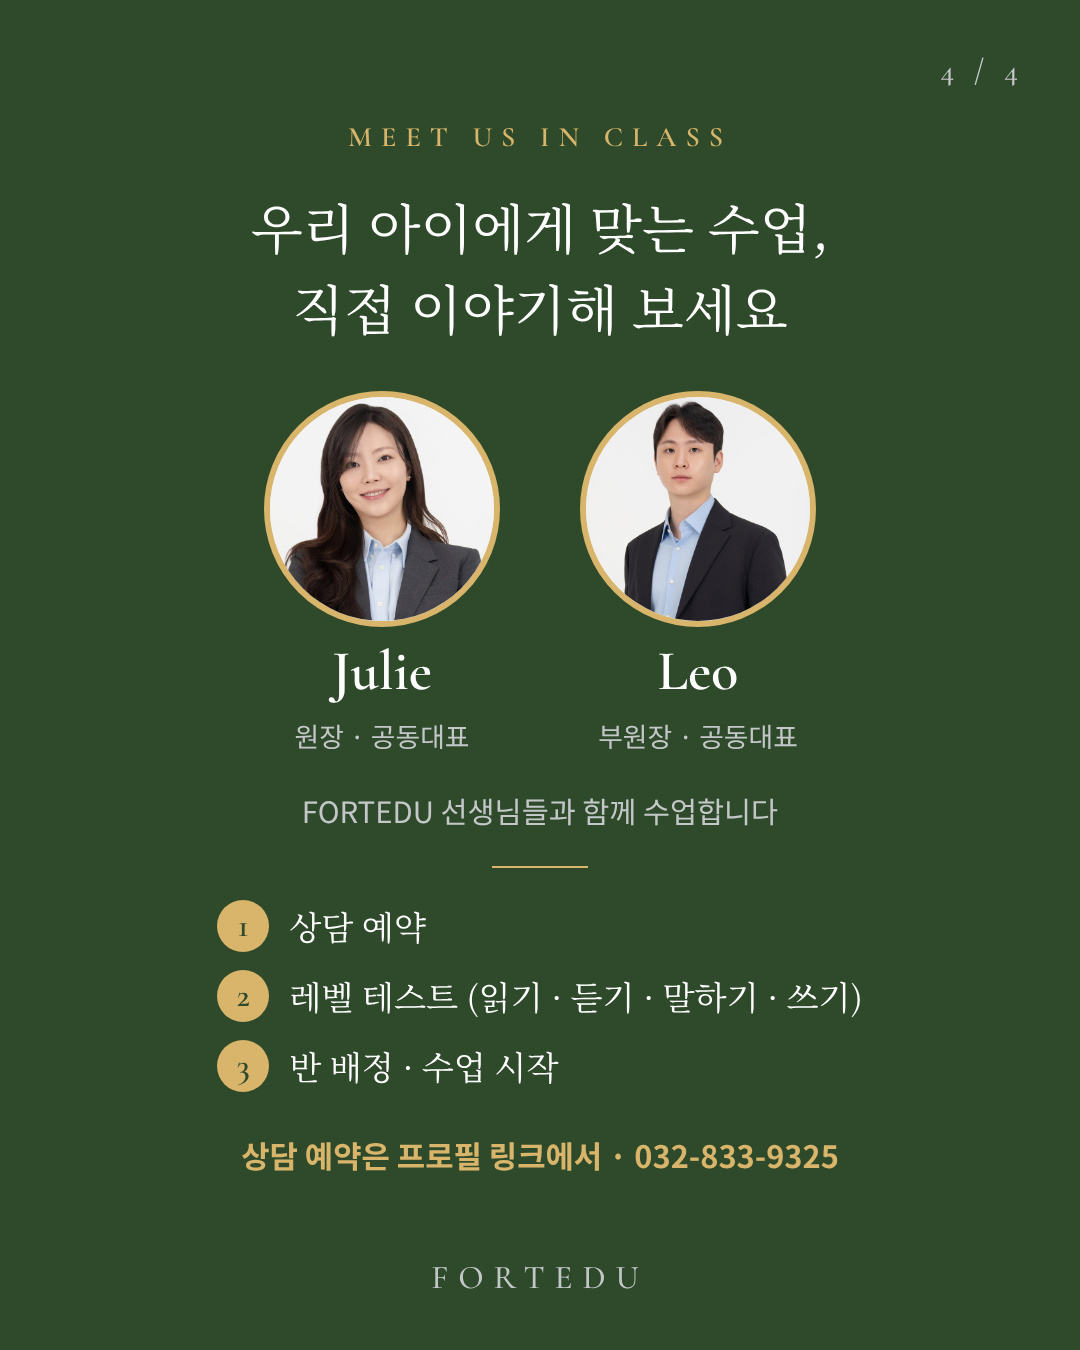 4 / 4
MEET US IN CLASS
우리 아이에게 맞는 수업,
직접 이야기해 보세요
Julie
Leo
원장 · 공동대표
부원장 · 공동대표
FORTEDU 선생님들과 함께 수업합니다
1 상담 예약
2 레벨 테스트 (읽기 · 듣기 · 말하기 · 쓰기)
3 반 배정 · 수업 시작
상담 예약은 프로필 링크에서 · 032-833-9325
FORTEDU